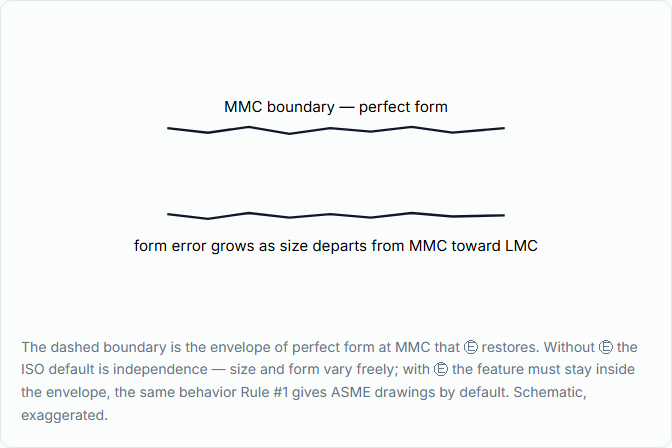 MMC boundary — perfect form
form error grows as size departs from MMC toward LMC
The dashed boundary is the envelope of perfect form at MMC that Ⓔ restores. Without Ⓔ the
ISO default is independence — size and form vary freely; with Ⓔ the feature must stay inside
the envelope, the same behavior Rule #1 gives ASME drawings by default. Schematic,
exaggerated.